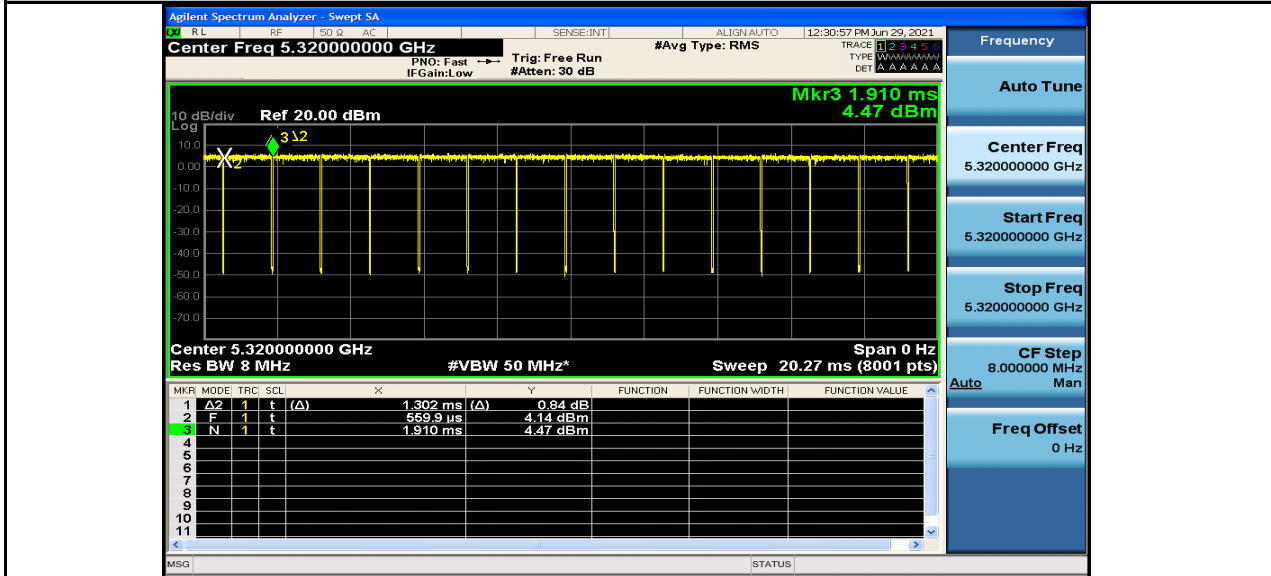 Agilent Spectrum Analyzer - Swept SA
LXI RL RF 50 Ω AC SENSE:INT ALIGN AUTO 12:30:57 PM Jun 29, 2021
Center Freq 5.320000000 GHz
PNO: Fast
IFGain:Low
Trig: Free Run
#Atten: 30 dB
#Avg Type: RMS
TRACE 1 2 3 4 5 6
TYPE WWWWWW
DET A A A A A A
Mkr3 1.910 ms
4.47 dBm
10 dB/div
Log
Ref 20.00 dBm
10.0
0.00
-10.0
-20.0
-30.0
-40.0
-50.0
-60.0
-70.0
3Δ2
2
Center 5.320000000 GHz Span 0 Hz
Res BW 8 MHz #VBW 50 MHz* Sweep 20.27 ms (8001 pts)
MKR MODE TRC SCL X Y FUNCTION FUNCTION WIDTH FUNCTION VALUE
1 Δ2 1 t (Δ) 1.302 ms (Δ) 0.84 dB
2 F 1 t 559.9 µs 4.14 dBm
3 N 1 t 1.910 ms 4.47 dBm
4
5
6
7
8
9
10
11
MSG STATUS
Frequency
Auto Tune
Center Freq
5.320000000 GHz
Start Freq
5.320000000 GHz
Stop Freq
5.320000000 GHz
CF Step
8.000000 MHz
Auto Man
Freq Offset
0 Hz